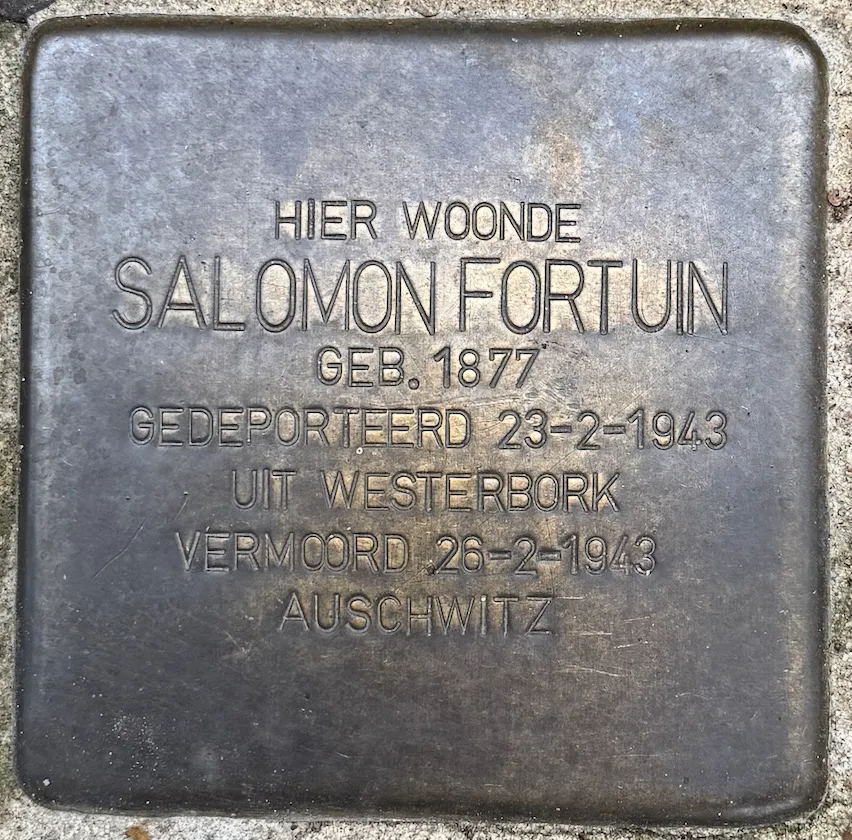 HIER WOONDE
SALOMON FORTUIN
GEB. 1877
GEDEPORTEERD 23-2-1943
UIT WESTERBORK
VERMOORD 26-2-1943
AUSCHWITZ